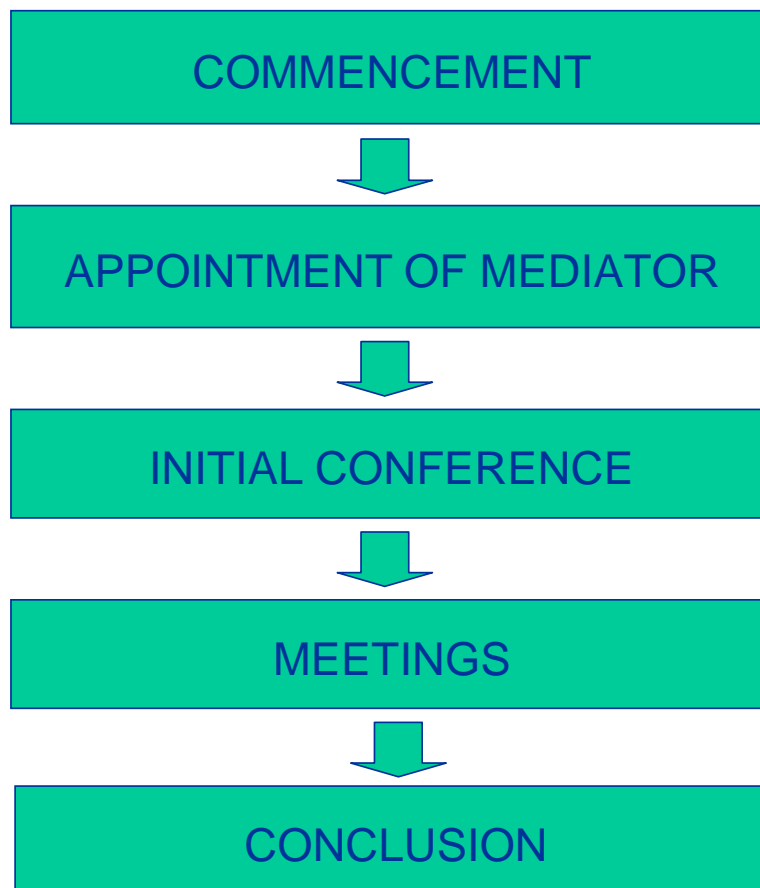 COMMENCEMENT
APPOINTMENT OF MEDIATOR
INITIAL CONFERENCE
MEETINGS
CONCLUSION